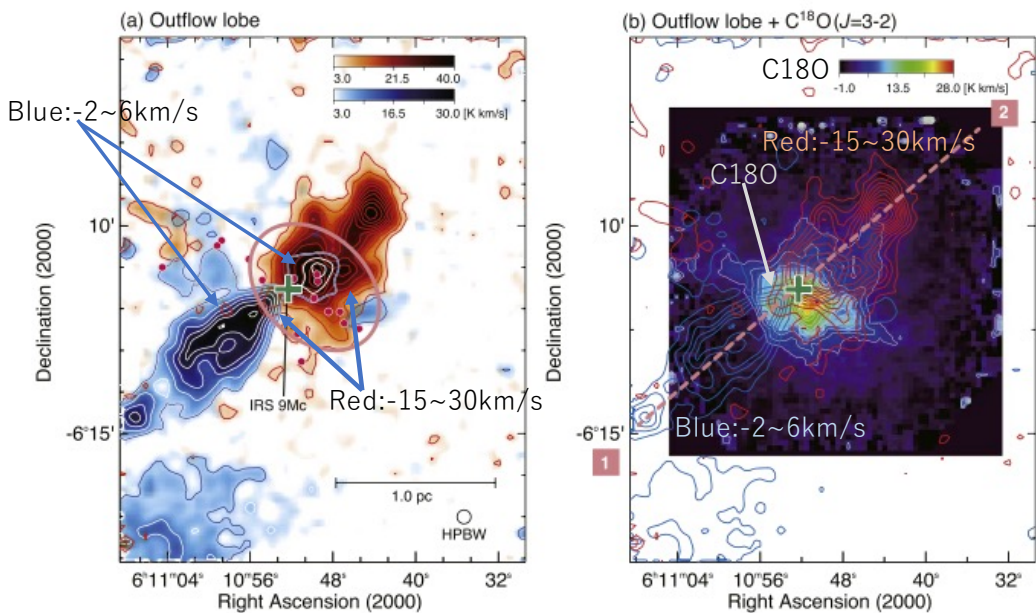 (a) Outflow lobe
3.0 21.5 40.0
3.0 16.5 30.0 [K km/s]
Blue:-2~6km/s
10'
-6°15'
Declination (2000)
IRS 9Mc
Red:-15~30km/s
1.0 pc
HPBW
6ʰ11ᵐ04ˢ 10ᵐ56ˢ 48ˢ 40ˢ 32ˢ
Right Ascension (2000)
(b) Outflow lobe + C¹⁸O(J=3-2)
C18O
-1.0 13.5 28.0 [K km/s]
2
Red:-15~30km/s
C18O
10'
-6°15'
Declination (2000)
Blue:-2~6km/s
1
6ʰ11ᵐ04ˢ 10ᵐ56ˢ 48ˢ 40ˢ 32ˢ
Right Ascension (2000)